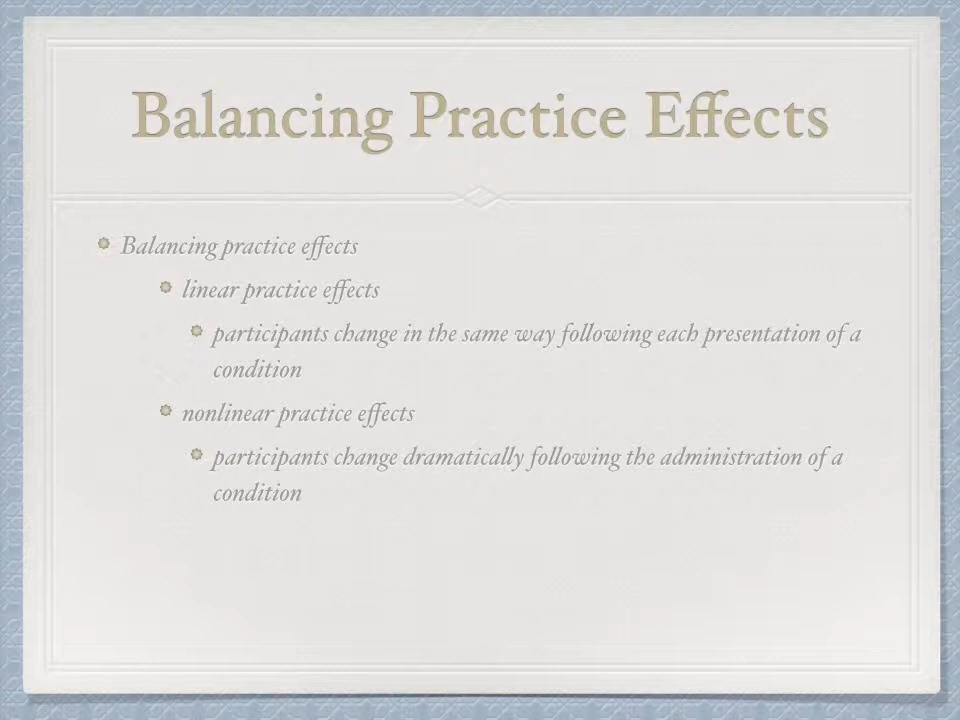 Balancing Practice Effects
Balancing practice effects
linear practice effects
participants change in the same way following each presentation of a
condition
nonlinear practice effects
participants change dramatically following the administration of a
condition